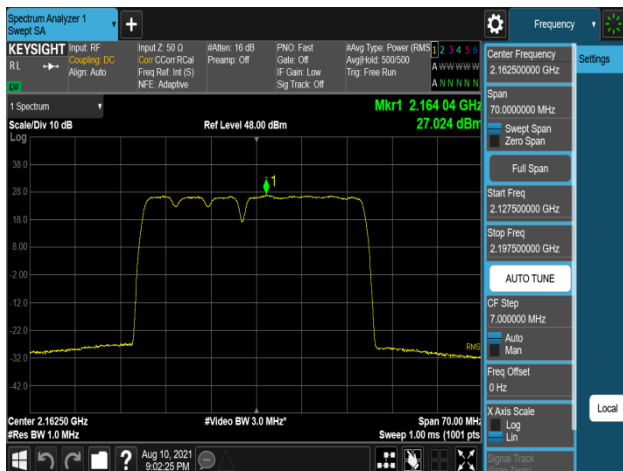 Spectrum Analyzer 1
Swept SA
Frequency
KEYSIGHT
Input: RF
Input Z: 50 Ω
#Atten: 16 dB
PNO: Fast
#Avg Type: Power (RMS
1 2 3 4 5 6
R L
Coupling: DC
Corr CCorr RCal
Preamp: Off
Gate: Off
Avg|Hold: 500/500
Align: Auto
Freq Ref: Int (S)
IF Gain: Low
Trig: Free Run
A W W W W W
NFE: Adaptive
Sig Track: Off
A N N N N N
1 Spectrum
Mkr1 2.164 04 GHz
Scale/Div 10 dB
Ref Level 48.00 dBm
27.024 dBm
Log
38.0
28.0
18.0
8.00
-2.00
-12.0
-22.0
-32.0
-42.0
1
RMS
Center 2.16250 GHz
#Video BW 3.0 MHz*
Span 70.00 MHz
#Res BW 1.0 MHz
Sweep 1.00 ms (1001 pts)
Aug 10, 2021
9:02:25 PM
Center Frequency
2.162500000 GHz
Settings
Span
70.0000000 MHz
Swept Span
Zero Span
Full Span
Start Freq
2.127500000 GHz
Stop Freq
2.197500000 GHz
AUTO TUNE
CF Step
7.000000 MHz
Auto
Man
Freq Offset
0 Hz
X Axis Scale
Log
Lin
Local
Signal Track